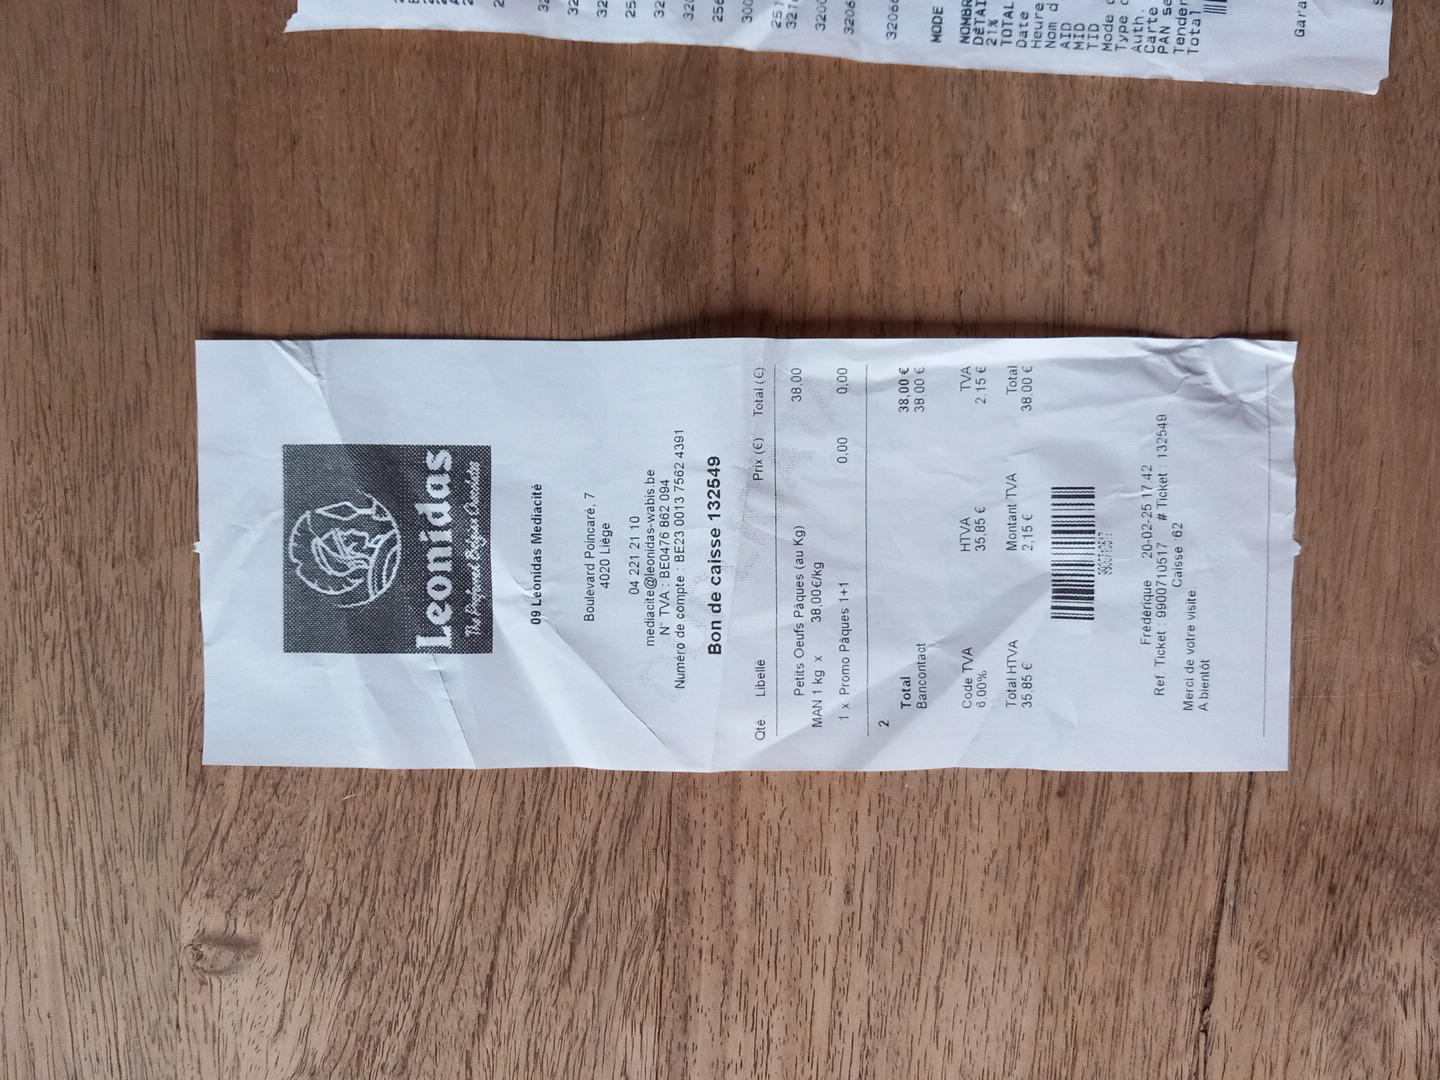 Leonidas
The Preferred Belgian Chocolates
09 Leonidas Mediacité
Boulevard Poincaré, 7
4020 Liège
04 221 21 10
mediacite@leonidas-wabis.be
N° TVA : BE0476 862 094
Numéro de compte : BE23 0013 7562 4391
Bon de caisse 132549
Qté Libellé Prix (€) Total (€)
Petits Oeufs Pâques (au Kg)
MAN 1 kg x 38,00€/kg 38,00
1 x Promo Pâques 1+1 0,00 0,00
2
Total 38,00 €
Bancontact 38,00 €
Code TVA HTVA TVA
6,00% 35,85 € 2,15 €
Total HTVA Montant TVA Total
35,85 € 2,15 € 38,00 €
Frédérique 20-02-25 17:42
Ref. Ticket : 9900710517 # Ticket : 132549
Caisse 62
Merci de votre visite.
A bientôt
MODE
TOTAL
Date
Heure
AID
MID
TID
Auth.
Carte
Total